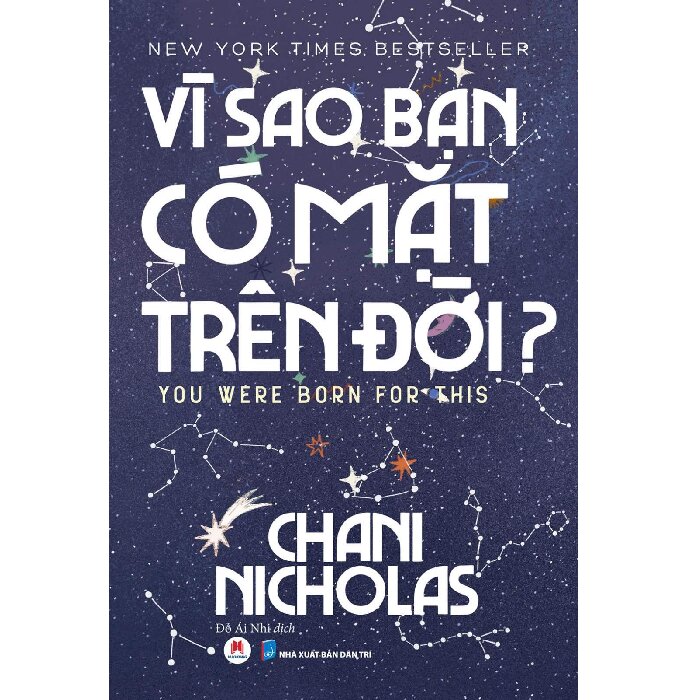 NEW YORK TIMES BESTSELLER
VÌ SAO BẠN
CÓ MẶT
TRÊN ĐỜI?
YOU WERE BORN FOR THIS
CHANI
NICHOLAS
Đỗ Ái Nhi dịch
NHÀ XUẤT BẢN DÂN TRÍ